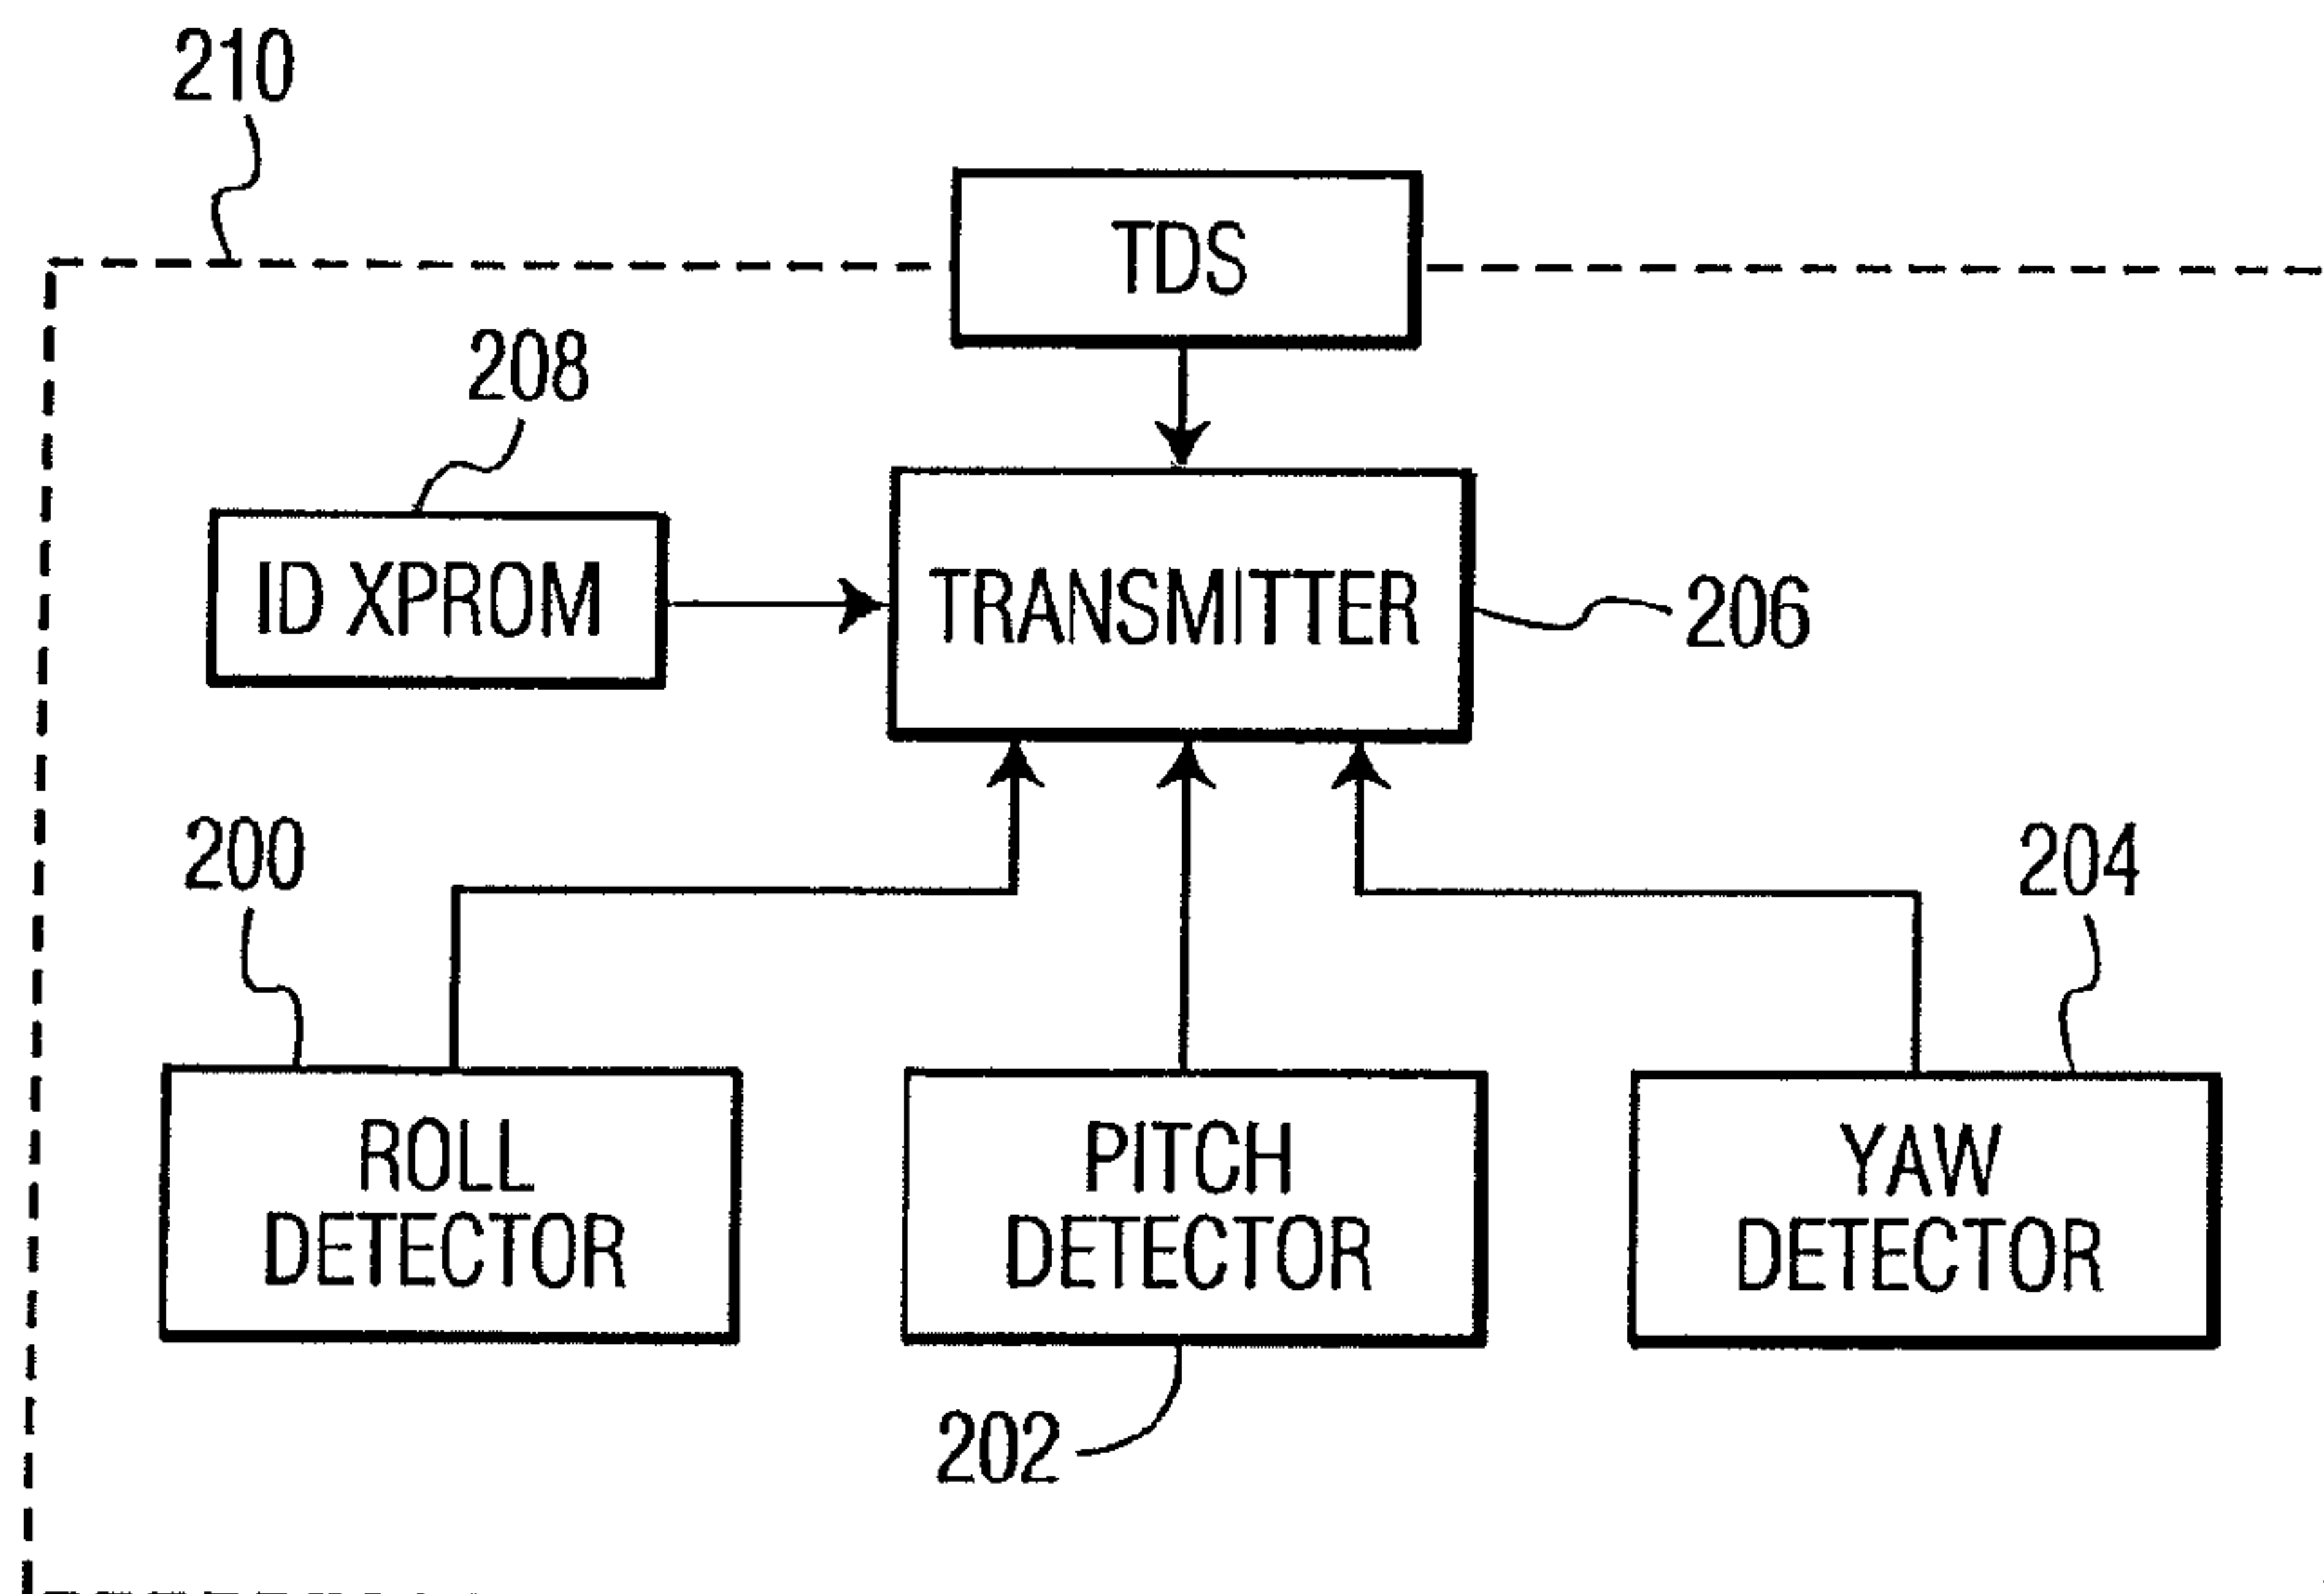 210
TDS
208
ID XPROM
TRANSMITTER
206
200
204
ROLL
DETECTOR
PITCH
DETECTOR
YAW
DETECTOR
202